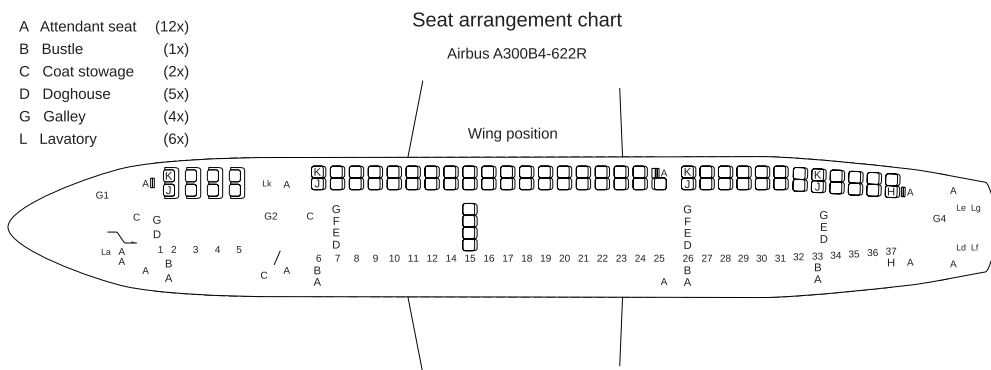 Seat arrangement chart
Airbus A300B4-622R
A Attendant seat (12x)
B Bustle (1x)
C Coat stowage (2x)
D Doghouse (5x)
G Galley (4x)
L Lavatory (6x)
Wing position
K K A K K
A J Lk A J J J H A A
G1
C G G2 C G G G G4 Le Lg
D F F E
E E D
D D
La A 1 2 3 4 5 Ld Lf
A
6 7 8 9 10 11 12 14 15 16 17 18 19 20 21 22 23 24 25 26 27 28 29 30 31 32 33 34 35 36 37
A B C A B B B H A A
A A A A A